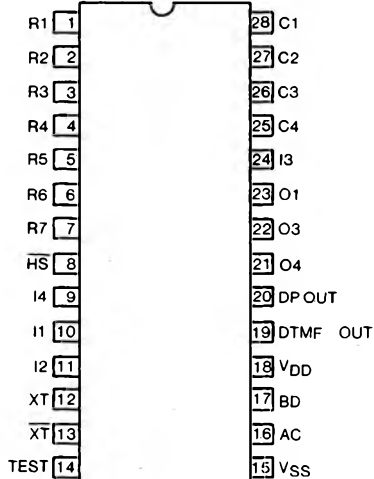 R1 1 28 C1
R2 2 27 C2
R3 3 26 C3
R4 4 25 C4
R5 5 24 I3
R6 6 23 O1
R7 7 22 O3
H̅S̅ 8 21 O4
I4 9 20 DP OUT
I1 10 19 DTMF OUT
I2 11 18 VDD
XT 12 17 BD
X̅T̅ 13 16 AC
TEST 14 15 VSS